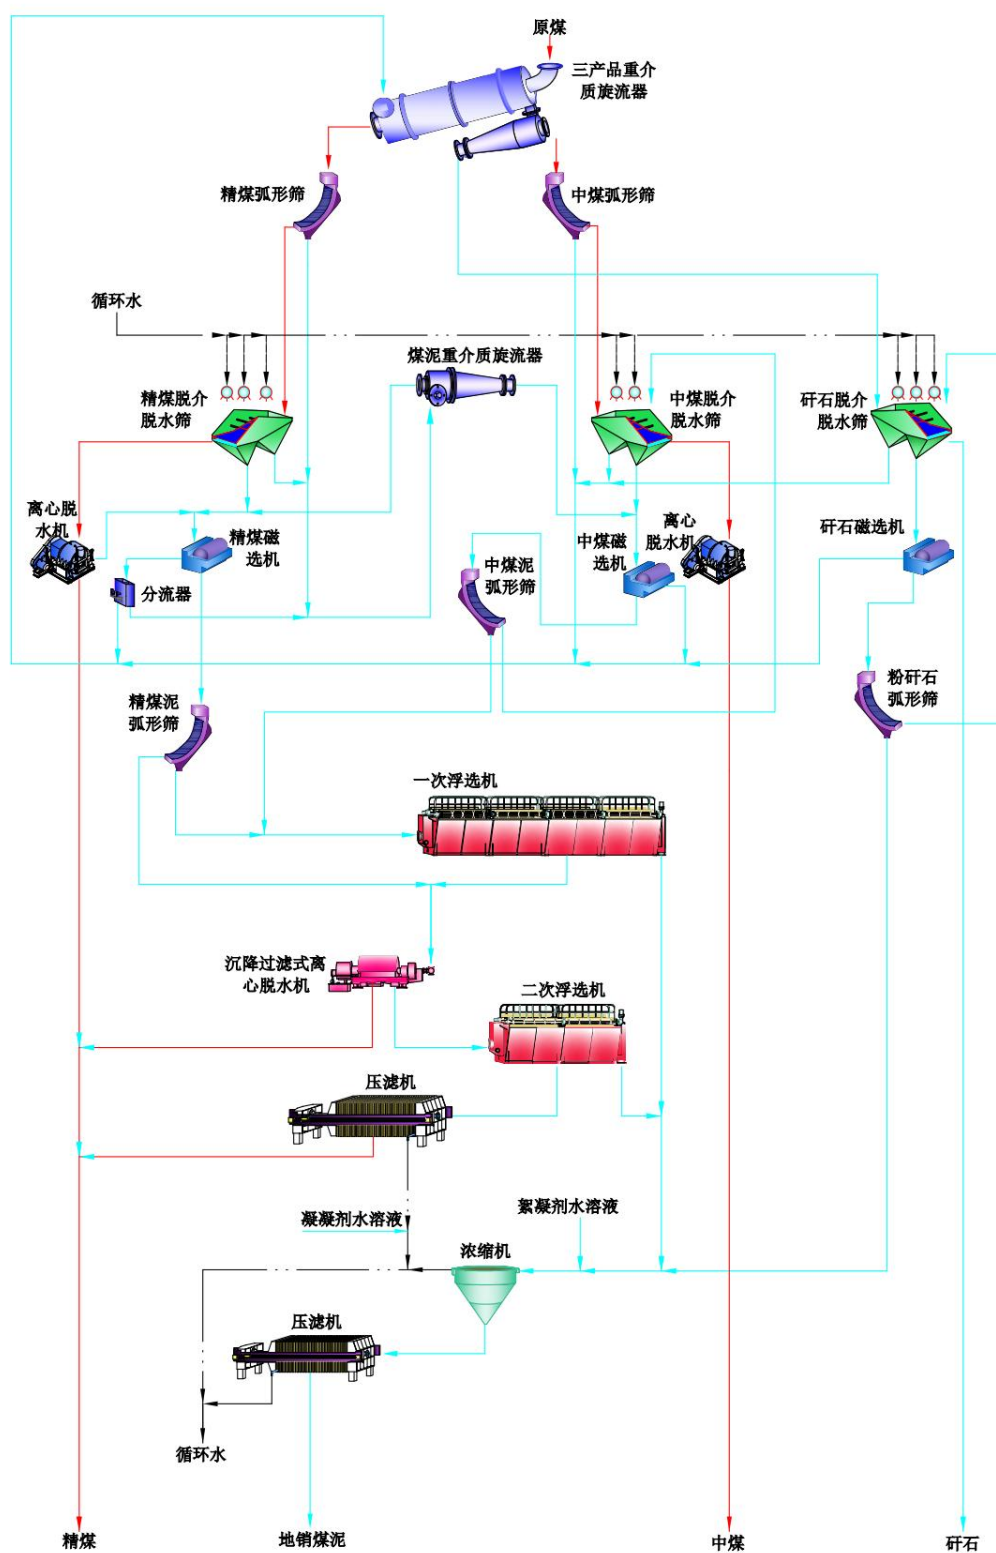 原煤
三产品重介
质旋流器
精煤弧形筛
中煤弧形筛
循环水
煤泥重介质旋流器
精煤脱介
脱水筛
中煤脱介
脱水筛
矸石脱介
脱水筛
离心脱
水机
精煤磁
选机
中煤磁
选机
离心
脱水机
矸石磁选机
分流器
中煤泥
弧形筛
精煤泥
弧形筛
粉矸石
弧形筛
一次浮选机
沉降过滤式离
心脱水机
二次浮选机
压滤机
凝凝剂水溶液
絮凝剂水溶液
浓缩机
压滤机
循环水
精煤
地销煤泥
中煤
矸石